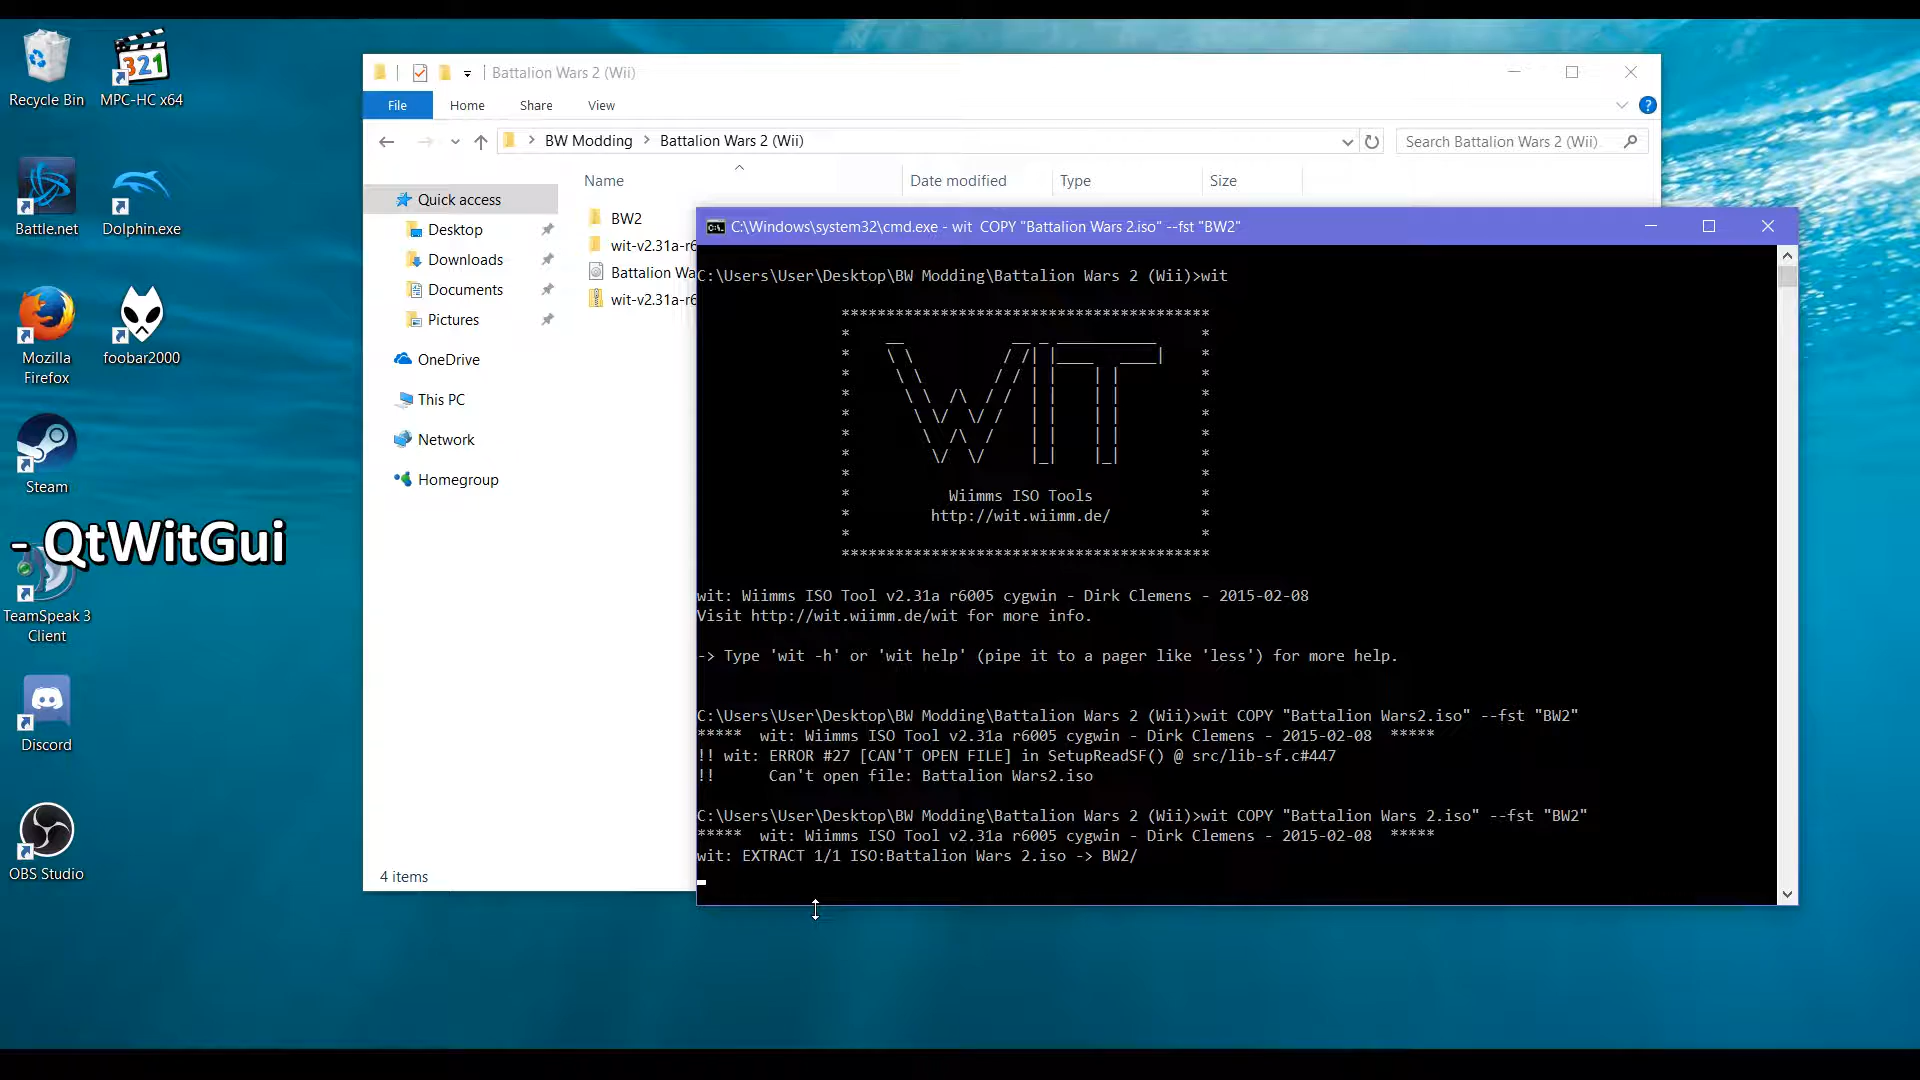 Recycle Bin
MPC-HC x64
Battle.net
Dolphin.exe
Mozilla
Firefox
foobar2000
Steam
- QtWitGui
TeamSpeak 3
Client
Discord
OBS Studio
Battalion Wars 2 (Wii)
File
Home
Share
View
BW Modding
Battalion Wars 2 (Wii)
Search Battalion Wars 2 (Wii)
Name
Date modified
Type
Size
Quick access
Desktop
Downloads
Documents
Pictures
OneDrive
This PC
Network
Homegroup
BW2
wit-v2.31a-r6
Battalion Wa
wit-v2.31a-r6
4 items
C:\Windows\system32\cmd.exe - wit  COPY "Battalion Wars 2.iso" --fst "BW2"
C:\Users\User\Desktop\BW Modding\Battalion Wars 2 (Wii)>wit
Wiimms ISO Tools
http://wit.wiimm.de/
wit: Wiimms ISO Tool v2.31a r6005 cygwin - Dirk Clemens - 2015-02-08
Visit http://wit.wiimm.de/wit for more info.
-> Type 'wit -h' or 'wit help' (pipe it to a pager like 'less') for more help.
C:\Users\User\Desktop\BW Modding\Battalion Wars 2 (Wii)>wit COPY "Battalion Wars2.iso" --fst "BW2"
*****  wit: Wiimms ISO Tool v2.31a r6005 cygwin - Dirk Clemens - 2015-02-08  *****
!! wit: ERROR #27 [CAN'T OPEN FILE] in SetupReadSF() @ src/lib-sf.c#447
!!      Can't open file: Battalion Wars2.iso
C:\Users\User\Desktop\BW Modding\Battalion Wars 2 (Wii)>wit COPY "Battalion Wars 2.iso" --fst "BW2"
*****  wit: Wiimms ISO Tool v2.31a r6005 cygwin - Dirk Clemens - 2015-02-08  *****
wit: EXTRACT 1/1 ISO:Battalion Wars 2.iso -> BW2/